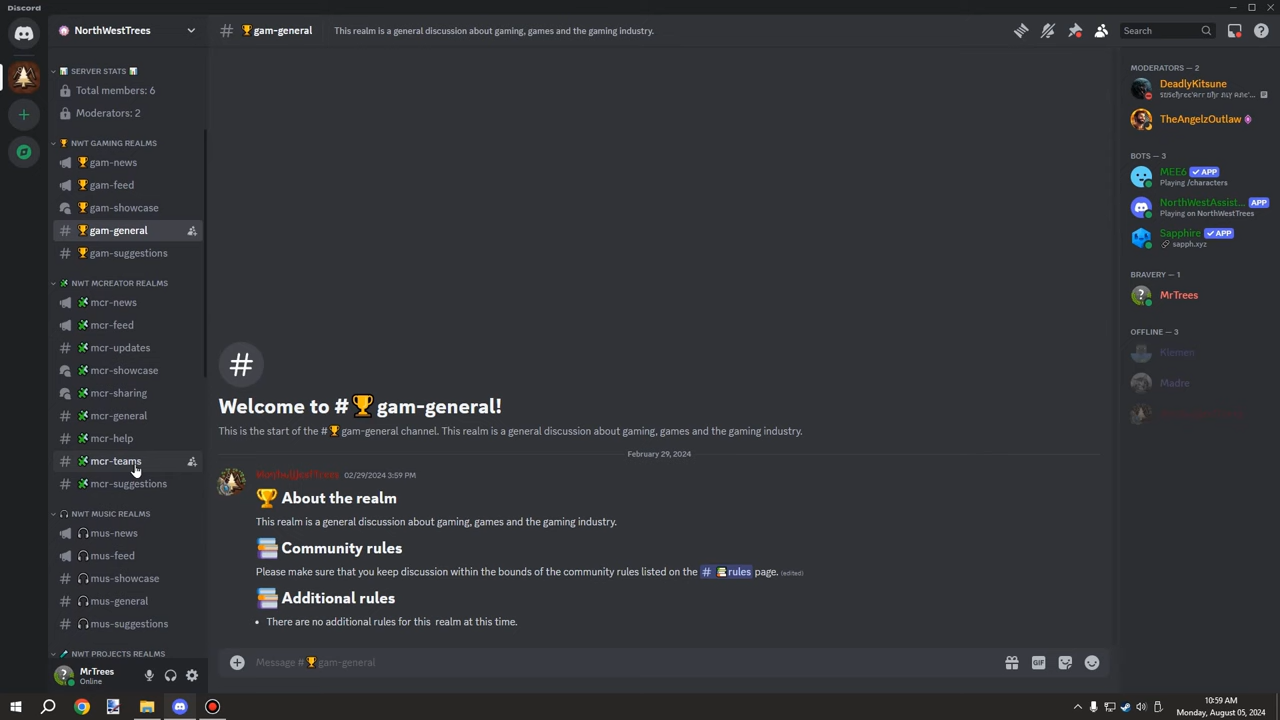 Discord
NorthWestTrees
# 🏆gam-general
This realm is a general discussion about gaming, games and the gaming industry.
Search
📊 SERVER STATS 📊
Total members: 6
Moderators: 2
🏆 NWT GAMING REALMS
🏆gam-news
🏆gam-feed
🏆gam-showcase
# 🏆gam-general
# 🏆gam-suggestions
🧩 NWT MCREATOR REALMS
🧩mcr-news
🧩mcr-feed
# 🧩mcr-updates
🧩mcr-showcase
🧩mcr-sharing
# 🧩mcr-general
# 🧩mcr-help
# 🧩mcr-teams
# 🧩mcr-suggestions
🎧 NWT MUSIC REALMS
🎧mus-news
🎧mus-feed
# 🎧mus-showcase
# 🎧mus-general
# 🎧mus-suggestions
NWT PROJECTS REALMS
MrTrees
Online
#
Welcome to #🏆gam-general!
This is the start of the #🏆gam-general channel. This realm is a general discussion about gaming, games and the gaming industry.
February 29, 2024
02/29/2024 3:59 PM
🏆 About the realm
This realm is a general discussion about gaming, games and the gaming industry.
📚 Community rules
Please make sure that you keep discussion within the bounds of the community rules listed on the # 📚rules page. (edited)
📚 Additional rules
• There are no additional rules for this realm at this time.
Message #🏆gam-general
GIF
MODERATORS — 2
DeadlyKitsune
TheAngelzOutlaw
BOTS — 3
MEE6 ✓ APP
Playing /characters
NorthWestAssist... APP
Playing on NorthWestTrees
Sapphire ✓ APP
sapph.xyz
BRAVERY — 1
MrTrees
OFFLINE — 3
Klemen
Madre
10:59 AM
Monday, August 05, 2024